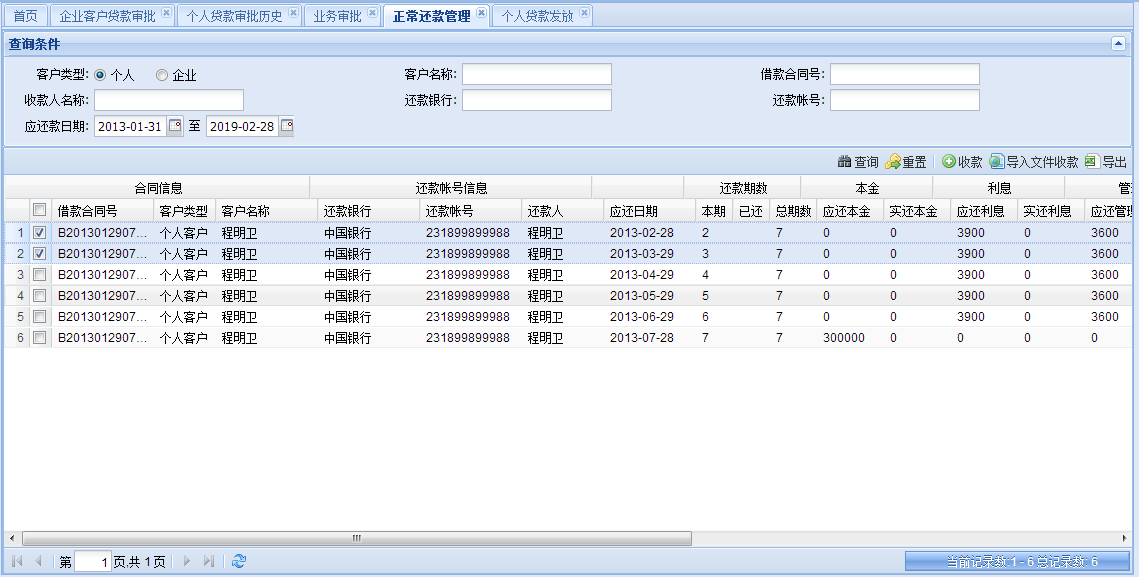 首页 企业客户贷款审批 个人贷款审批历史 业务审批 正常还款管理 个人贷款发放
查询条件
客户类型: 个人 企业 客户名称: 借款合同号:
收款人名称: 还款银行: 还款帐号:
应还款日期: 2013-01-31 至 2019-02-28
查询 重置 收款 导入文件收款 导出
合同信息 还款帐号信息 还款期数 本金 利息 管
借款合同号 客户类型 客户名称 还款银行 还款帐号 还款人 应还日期 本期 已还 总期数 应还本金 实还本金 应还利息 实还利息 应还管理
1 B2013012907... 个人客户 程明卫 中国银行 231899899988 程明卫 2013-02-28 2 7 0 0 3900 0 3600
2 B2013012907... 个人客户 程明卫 中国银行 231899899988 程明卫 2013-03-29 3 7 0 0 3900 0 3600
3 B2013012907... 个人客户 程明卫 中国银行 231899899988 程明卫 2013-04-29 4 7 0 0 3900 0 3600
4 B2013012907... 个人客户 程明卫 中国银行 231899899988 程明卫 2013-05-29 5 7 0 0 3900 0 3600
5 B2013012907... 个人客户 程明卫 中国银行 231899899988 程明卫 2013-06-29 6 7 0 0 3900 0 3600
6 B2013012907... 个人客户 程明卫 中国银行 231899899988 程明卫 2013-07-28 7 7 300000 0 0 0 0
第 1 页,共 1 页 当前记录数:1 - 6 总记录数: 6